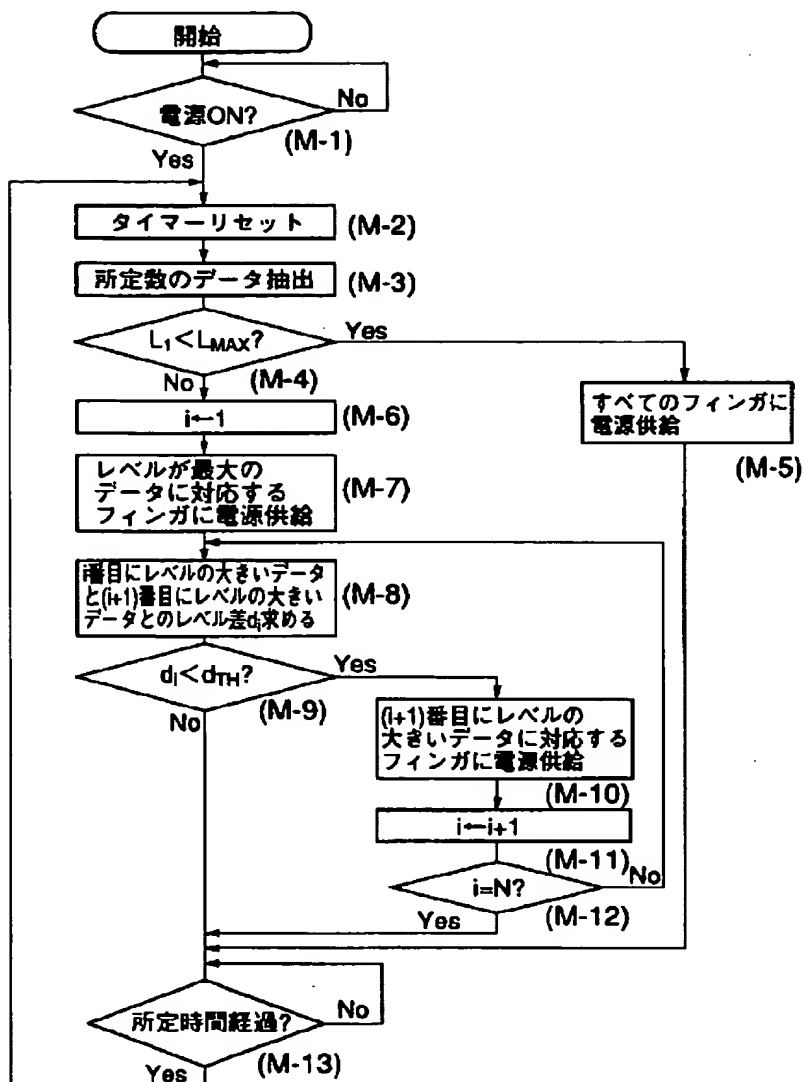 開始
電源ON?
No
(M-1)
Yes
タイマーリセット
(M-2)
所定数のデータ抽出
(M-3)
L1<LMAX?
Yes
No
(M-4)
すべてのフィンガに
電源供給
(M-5)
i←1
(M-6)
レベルが最大の
データに対応する
フィンガに電源供給
(M-7)
i番目にレベルの大きいデータ
と(i+1)番目にレベルの大きい
データとのレベル差di求める
(M-8)
di<dTH?
Yes
No
(M-9)
(i+1)番目にレベルの
大きいデータに対応する
フィンガに電源供給
(M-10)
i←i+1
(M-11)
i=N?
No
Yes
(M-12)
所定時間経過?
No
(M-13)
Yes